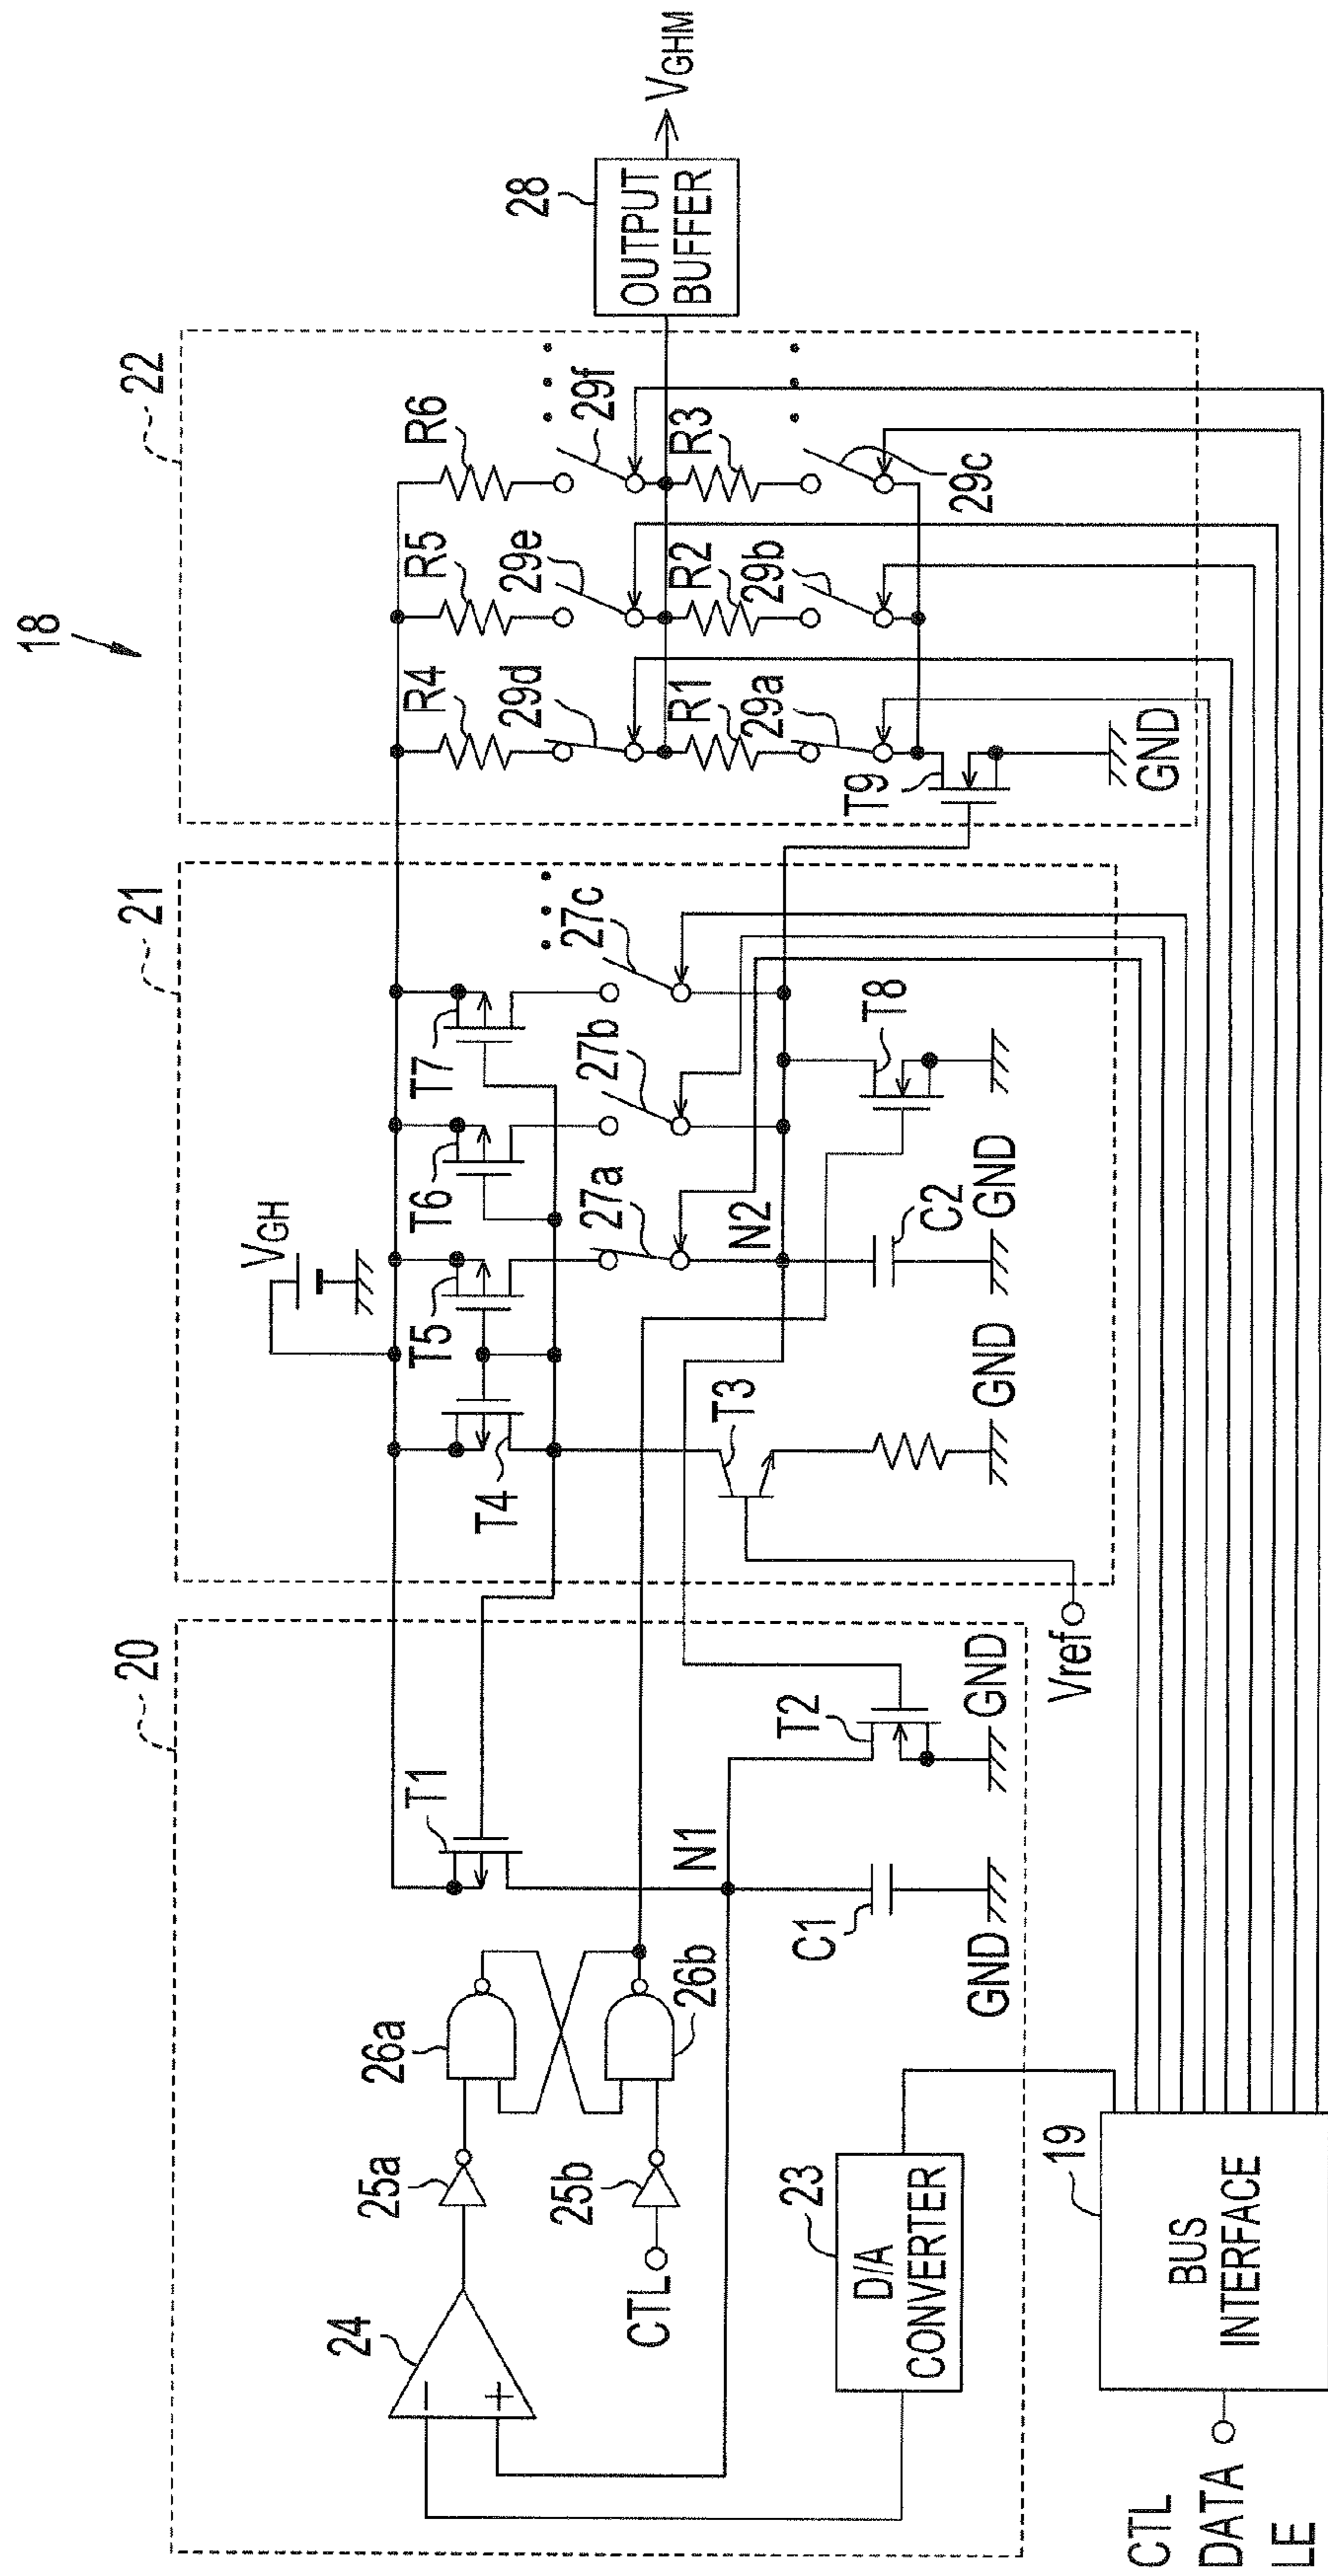 18
20
21
22
24
25a
26a
T1
VGH
T4
T5
T6
T7
R4
R5
R6
28
29d
29e
29f
OUTPUT
BUFFER
VGHM
CTL
25b
26b
N1
T3
N2
27a
27b
27c
R1
R2
R3
29a
29b
29c
23
D/A
CONVERTER
C1
T2
C2
T8
T9
GND
GND
GND
GND
GND
Vref
19
BUS
INTERFACE
CTL
DATA
LE